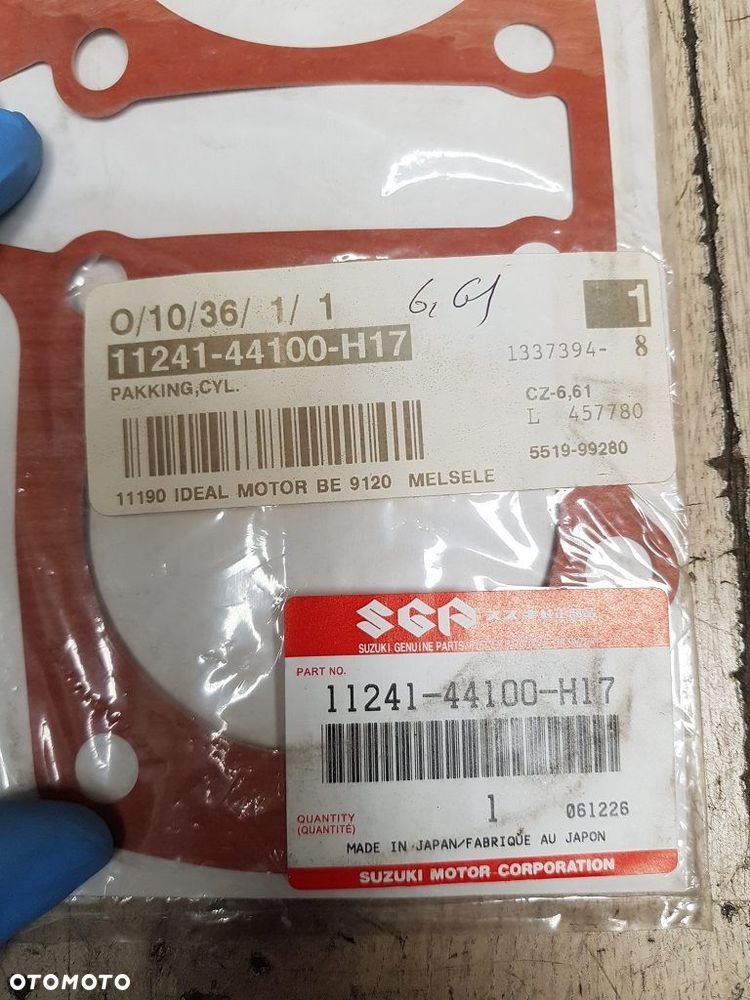 O/10/36/ 1/ 1
6,61
1
11241-44100-H17
1337394- 8
PAKKING,CYL.
CZ-6,61
L 457780
5519-99280
11190 IDEAL MOTOR BE 9120 MELSELE
SGP
SUZUKI GENUINE PARTS
PART NO.
11241-44100-H17
QUANTITY
(QUANTITÉ)
1
061226
MADE IN JAPAN/FABRIQUE AU JAPON
SUZUKI MOTOR CORPORATION
OTOMOTO